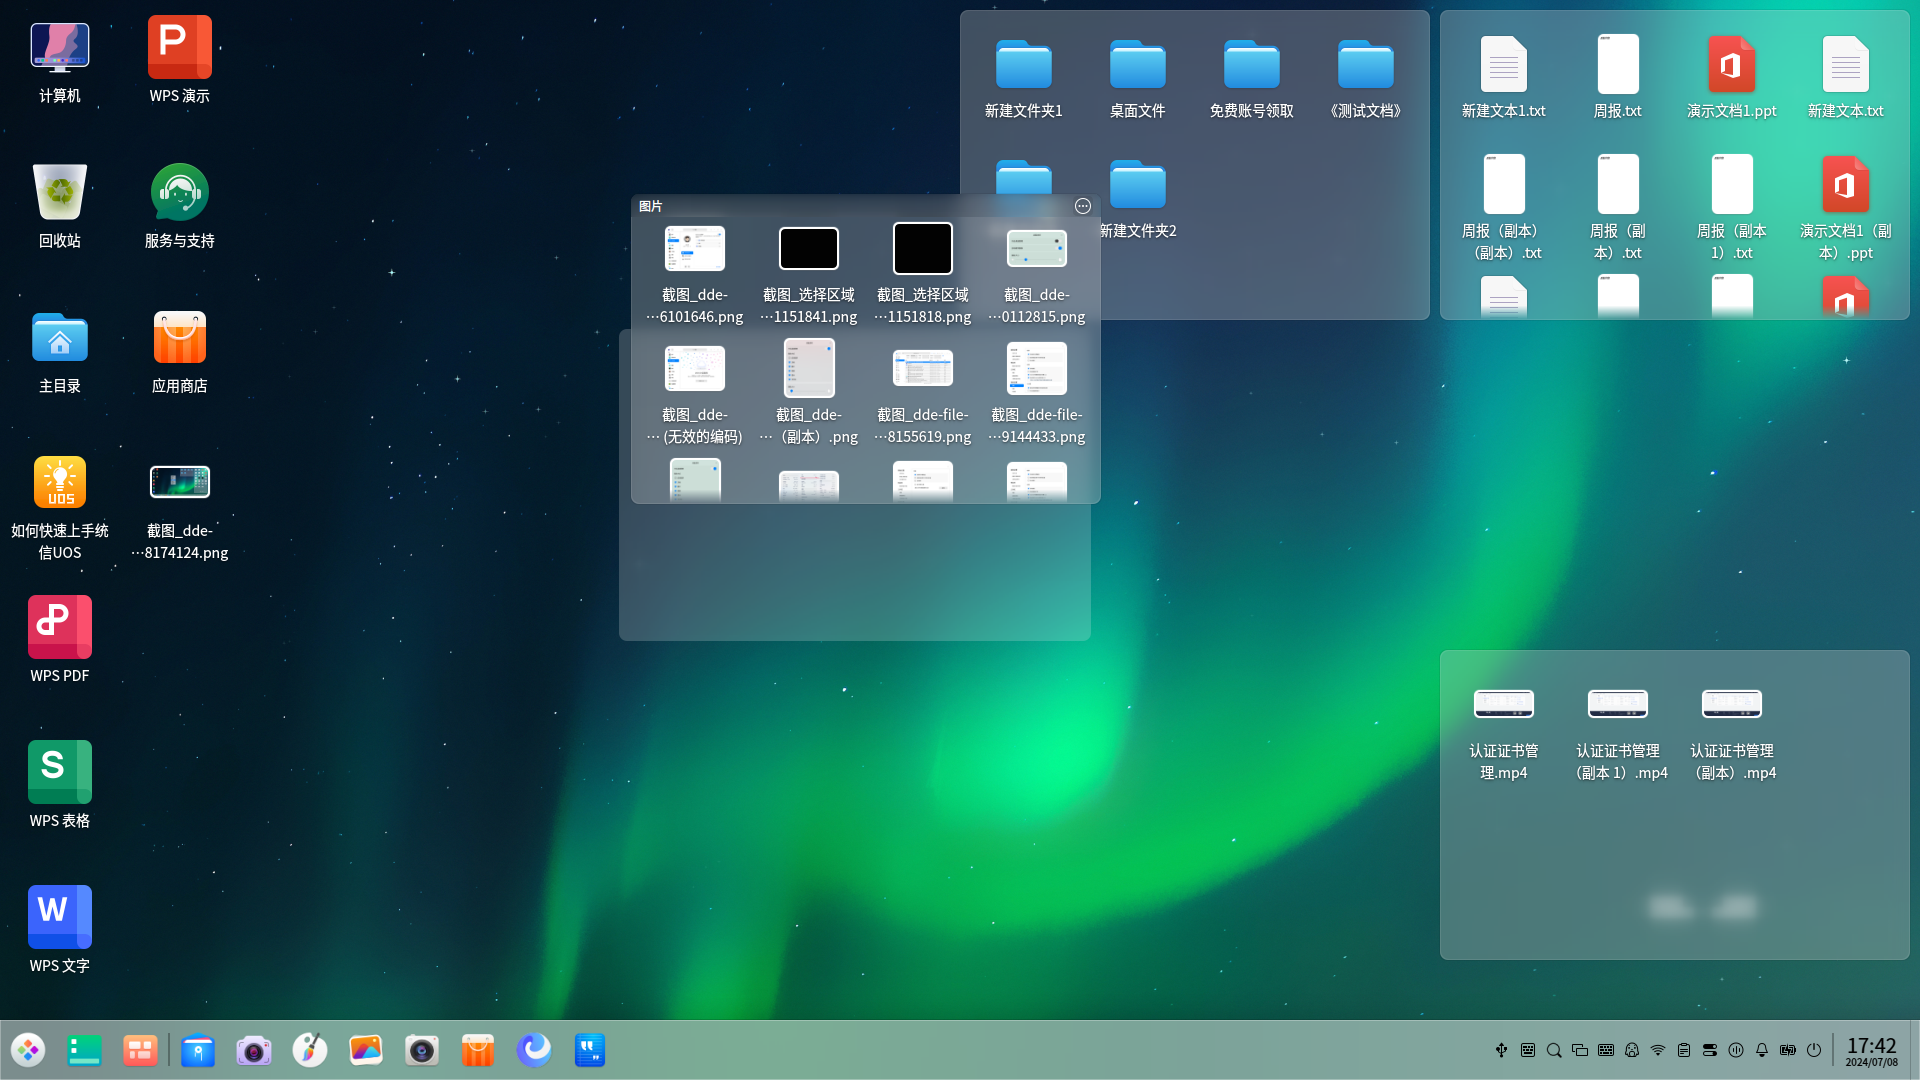 计算机
WPS 演示
回收站
服务与支持
主目录
应用商店
如何快速上手统
信UOS
截图_dde-
…8174124.png
WPS PDF
WPS 表格
WPS 文字
UOS
新建文件夹1
桌面文件
免费账号领取
《测试文档》
新建文件夹2
图片
截图_dde-
…6101646.png
截图_选择区域
…1151841.png
截图_选择区域
…1151818.png
截图_dde-
…0112815.png
截图_dde-
… (无效的编码)
截图_dde-
…（副本）.png
截图_dde-file-
…8155619.png
截图_dde-file-
…9144433.png
新建文本1.txt
周报.txt
演示文档1.ppt
新建文本.txt
周报（副本）
（副本）.txt
周报（副
本）.txt
周报（副本
1）.txt
演示文档1（副
本）.ppt
认证证书管
理.mp4
认证证书管理
（副本 1）.mp4
认证证书管理
（副本）.mp4
17:42
2024/07/08